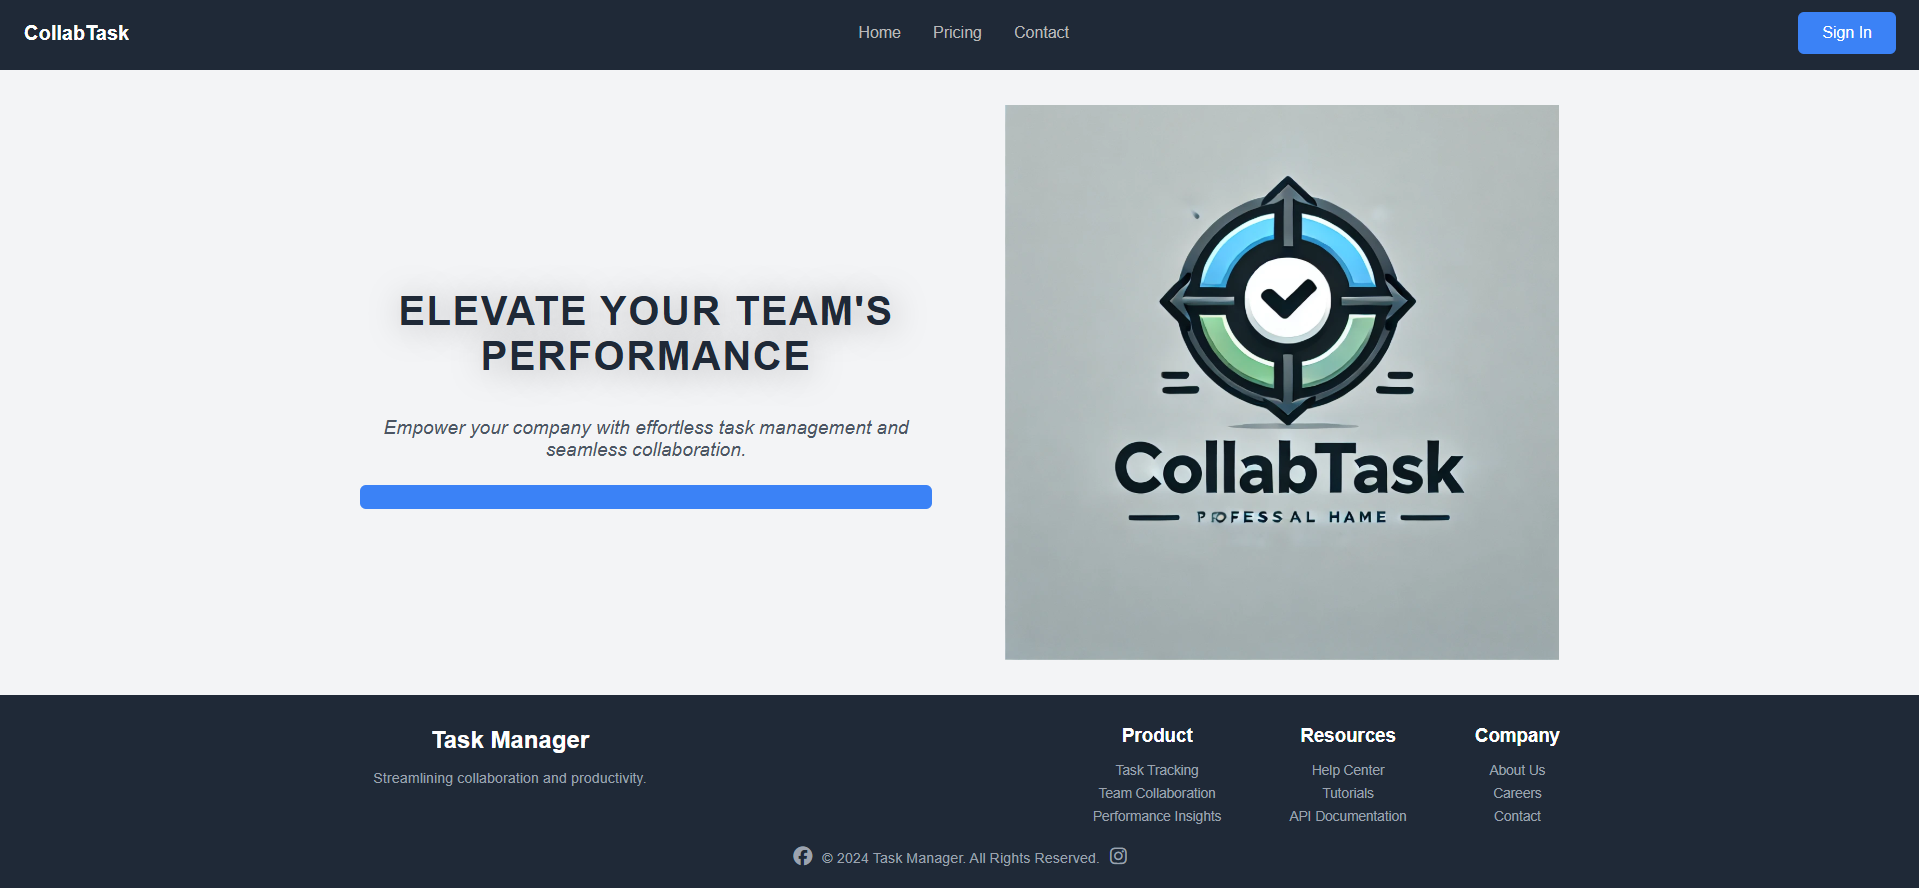 CollabTask
Home
Pricing
Contact
Sign In
ELEVATE YOUR TEAM'S
PERFORMANCE
Empower your company with effortless task management and
seamless collaboration.
CollabTask
PROFESSAL HAME
Task Manager
Streamlining collaboration and productivity.
Product
Task Tracking
Team Collaboration
Performance Insights
Resources
Help Center
Tutorials
API Documentation
Company
About Us
Careers
Contact
© 2024 Task Manager. All Rights Reserved.